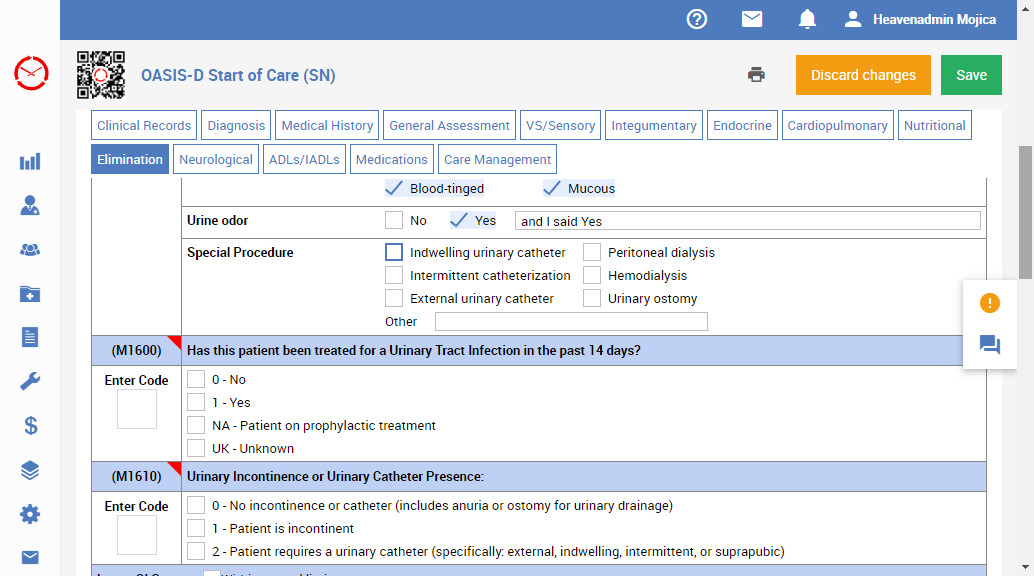 Heavenadmin Mojica
OASIS-D Start of Care (SN)
Discard changes
Save
Clinical Records
Diagnosis
Medical History
General Assessment
VS/Sensory
Integumentary
Endocrine
Cardiopulmonary
Nutritional
Elimination
Neurological
ADLs/IADLs
Medications
Care Management
Blood-tinged
Mucous
Urine odor
No
Yes
and I said Yes
Special Procedure
Indwelling urinary catheter
Peritoneal dialysis
Intermittent catheterization
Hemodialysis
External urinary catheter
Urinary ostomy
Other
(M1600)
Has this patient been treated for a Urinary Tract Infection in the past 14 days?
Enter Code
0 - No
1 - Yes
NA - Patient on prophylactic treatment
UK - Unknown
(M1610)
Urinary Incontinence or Urinary Catheter Presence:
Enter Code
0 - No incontinence or catheter (includes anuria or ostomy for urinary drainage)
1 - Patient is incontinent
2 - Patient requires a urinary catheter (specifically: external, indwelling, intermittent, or suprapubic)